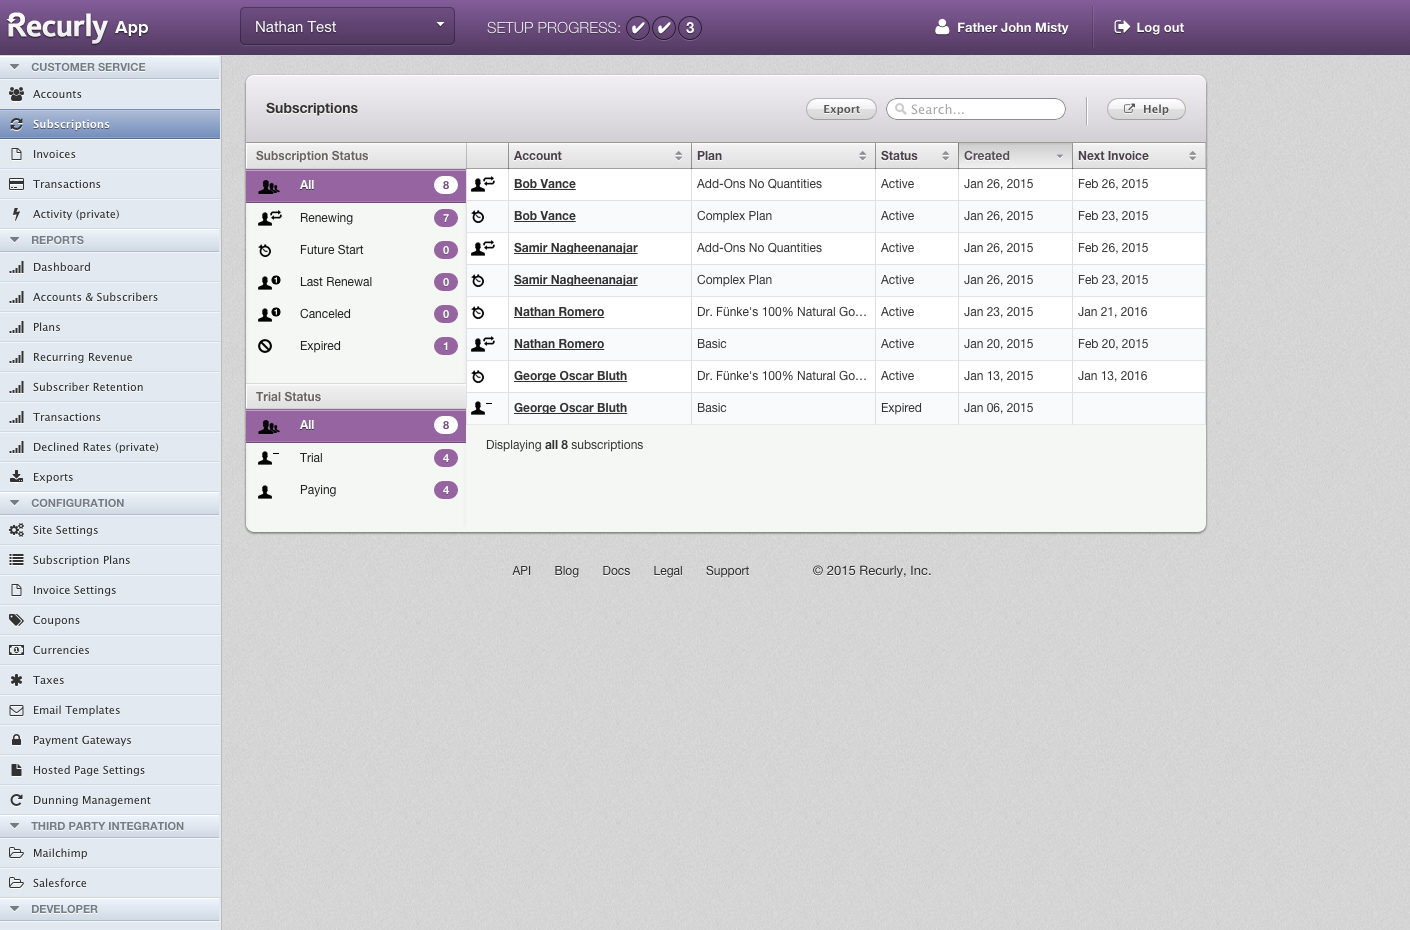 Recurly App
Nathan Test
SETUP PROGRESS: ✔ ✔ 3
Father John Misty
Log out
CUSTOMER SERVICE
Accounts
Subscriptions
Invoices
Transactions
Activity (private)
REPORTS
Dashboard
Accounts & Subscribers
Plans
Recurring Revenue
Subscriber Retention
Transactions
Declined Rates (private)
Exports
CONFIGURATION
Site Settings
Subscription Plans
Invoice Settings
Coupons
Currencies
Taxes
Email Templates
Payment Gateways
Hosted Page Settings
Dunning Management
THIRD PARTY INTEGRATION
Mailchimp
Salesforce
DEVELOPER
Subscriptions
Export
Search...
Help
Subscription Status
All 8
Renewing 7
Future Start 0
Last Renewal 0
Canceled 0
Expired 1
Trial Status
All 8
Trial 4
Paying 4
Account Plan Status Created Next Invoice
Bob Vance Add-Ons No Quantities Active Jan 26, 2015 Feb 26, 2015
Bob Vance Complex Plan Active Jan 26, 2015 Feb 23, 2015
Samir Nagheenanajar Add-Ons No Quantities Active Jan 26, 2015 Feb 26, 2015
Samir Nagheenanajar Complex Plan Active Jan 26, 2015 Feb 23, 2015
Nathan Romero Dr. Fünke's 100% Natural Go... Active Jan 23, 2015 Jan 21, 2016
Nathan Romero Basic Active Jan 20, 2015 Feb 20, 2015
George Oscar Bluth Dr. Fünke's 100% Natural Go... Active Jan 13, 2015 Jan 13, 2016
George Oscar Bluth Basic Expired Jan 06, 2015
Displaying all 8 subscriptions
API Blog Docs Legal Support © 2015 Recurly, Inc.